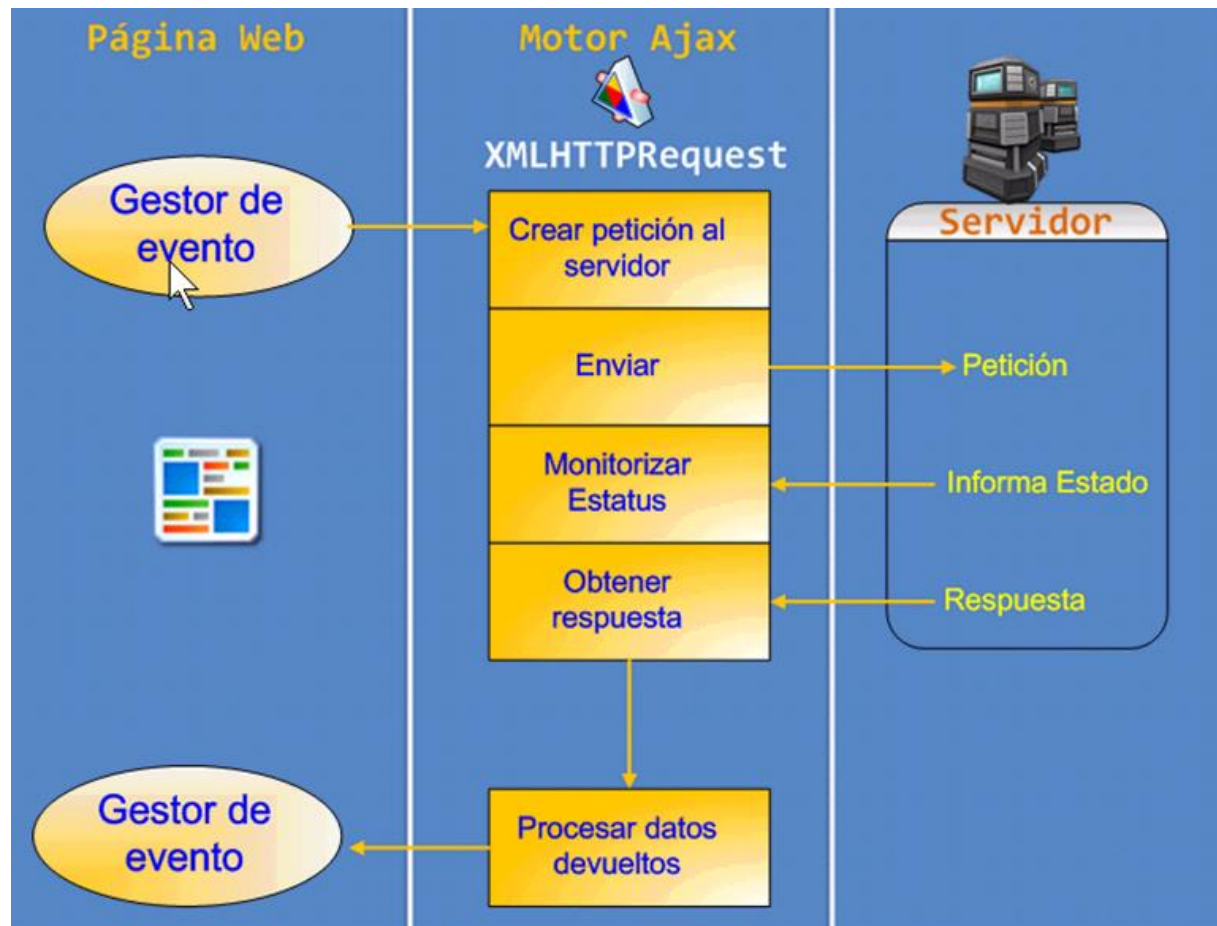 Página Web
Motor Ajax
XMLHTTPRequest
Servidor
Gestor de
evento
Crear petición al
servidor
Enviar
Petición
Monitorizar
Estatus
Informa Estado
Obtener
respuesta
Respuesta
Gestor de
evento
Procesar datos
devueltos